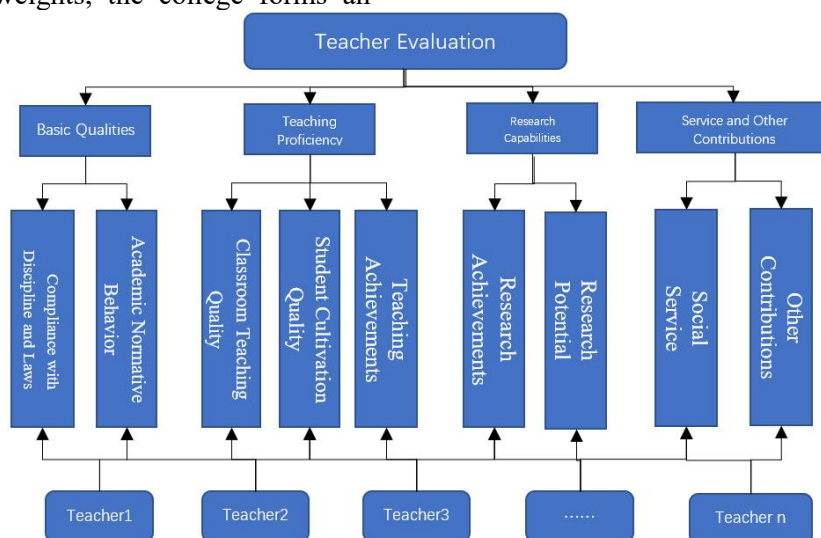 weights, the college forms an
Teacher Evaluation
Basic Qualities
Teaching
Proficiency
Research
Capabilities
Service and Other
Contributions
Compliance with
Discipline and Laws
Academic Normative
Behavior
Classroom Teaching
Quality
Student Cultivation
Quality
Teaching
Achievements
Research
Achievements
Research
Potential
Social
Service
Other
Contributions
Teacher1
Teacher2
Teacher3
......
Teacher n